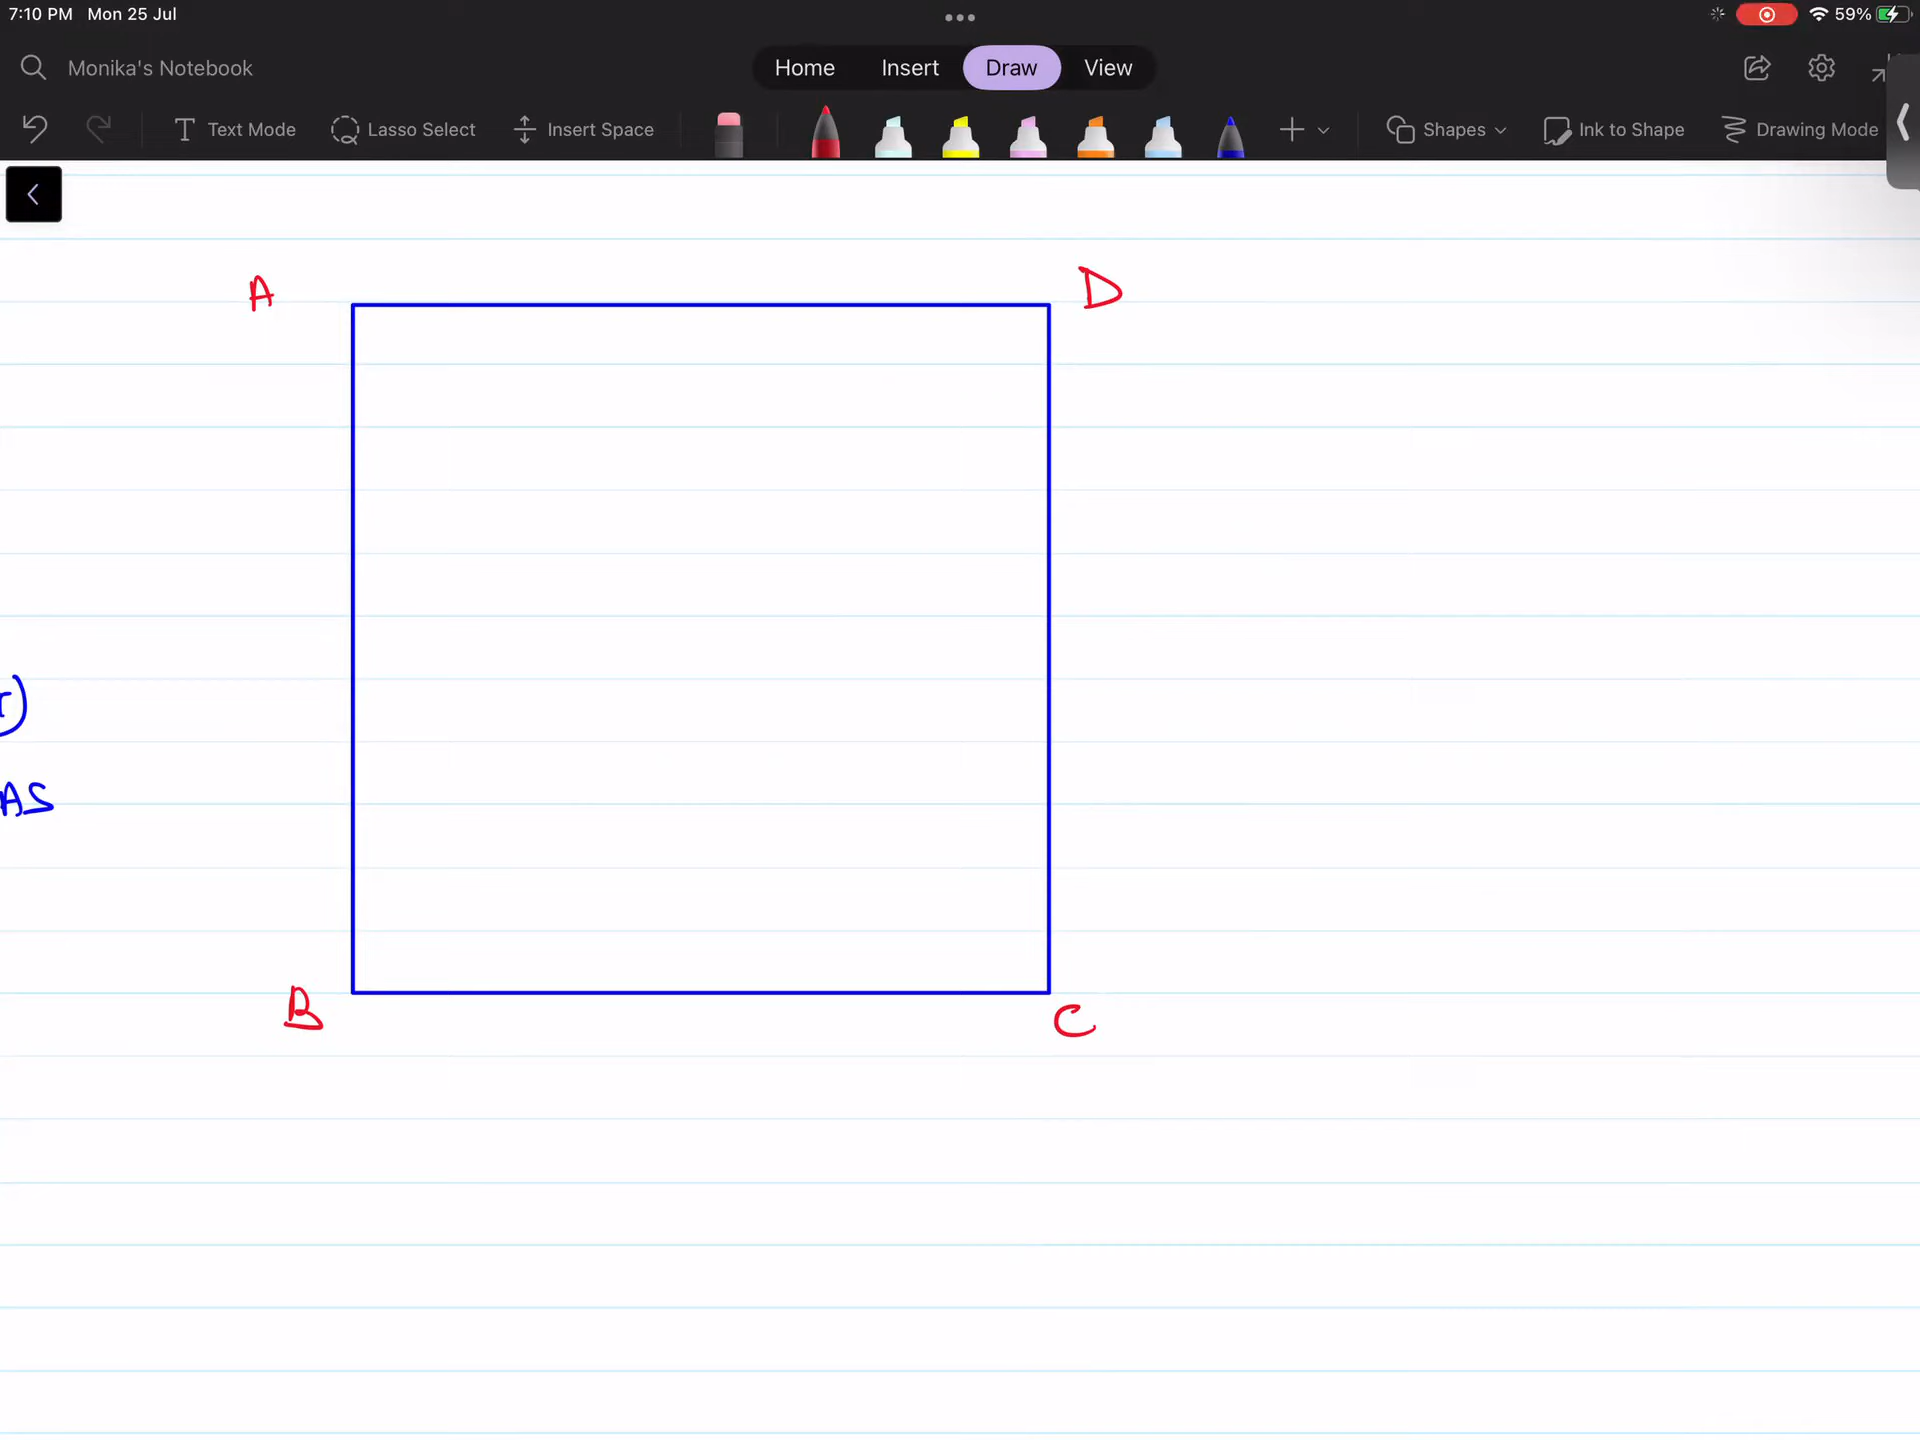 7:10 PM Mon 25 Jul
59%
Monika's Notebook
Home Insert Draw View
Text Mode Lasso Select Insert Space Shapes Ink to Shape Drawing Mode
A D
AS
B C